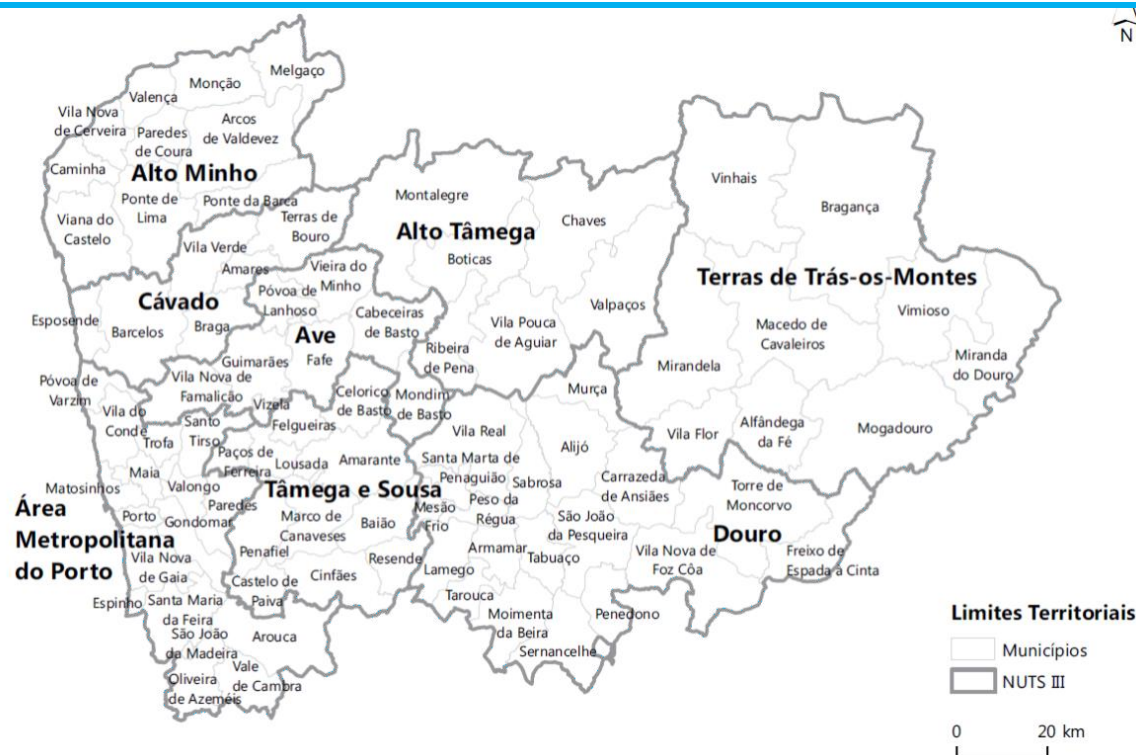 N
Melgaço
Monção
Valença
Vila Nova
de Cerveira
Paredes
de Coura
Arcos
de Valdevez
Caminha
Alto Minho
Ponte de
Lima
Ponte da Barca
Viana do
Castelo
Terras de
Bouro
Vila Verde
Amares
Vieira do
Minho
Cávado
Póvoa de
Lanhoso
Esposende
Barcelos
Braga
Cabeceiras
de Basto
Ave
Guimarães
Fafe
Vila Nova de
Famalicão
Vizela
Montalegre
Alto Tâmega
Chaves
Boticas
Valpaços
Vila Pouca
de Aguiar
Ribeira
de Pena
Vinhais
Bragança
Terras de Trás-os-Montes
Vimioso
Macedo de
Cavaleiros
Miranda
do Douro
Mirandela
Alfândega
da Fé
Mogadouro
Vila Flor
Póvoa de
Varzim
Vila do
Conde
Santo
Tirso
Trofa
Maia
Valongo
Matosinhos
Paredes
Porto
Gondomar
Área
Metropolitana
do Porto
Vila Nova
de Gaia
Espinho
Santa Maria
da Feira
São João
da Madeira
Arouca
Vale
de Cambra
Oliveira
de Azeméis
Celorico
de Basto
Felgueiras
Paços de
Ferreira
Lousada
Amarante
Tâmega e Sousa
Marco de
Canaveses
Baião
Penafiel
Resende
Castelo de
Paiva
Cinfães
Mondim
de Basto
Murça
Vila Real
Alijó
Santa Marta de
Penaguião
Sabrosa
Carrazeda
de Ansiães
Torre de
Moncorvo
Mesão
Frio
Peso da
Régua
São João
da Pesqueira
Douro
Armamar
Tabuaço
Vila Nova de
Foz Côa
Freixo de
Espada à Cinta
Lamego
Tarouca
Moimenta
da Beira
Penedono
Sernancelhe
Limites Territoriais
Municípios
NUTS III
0 20 km